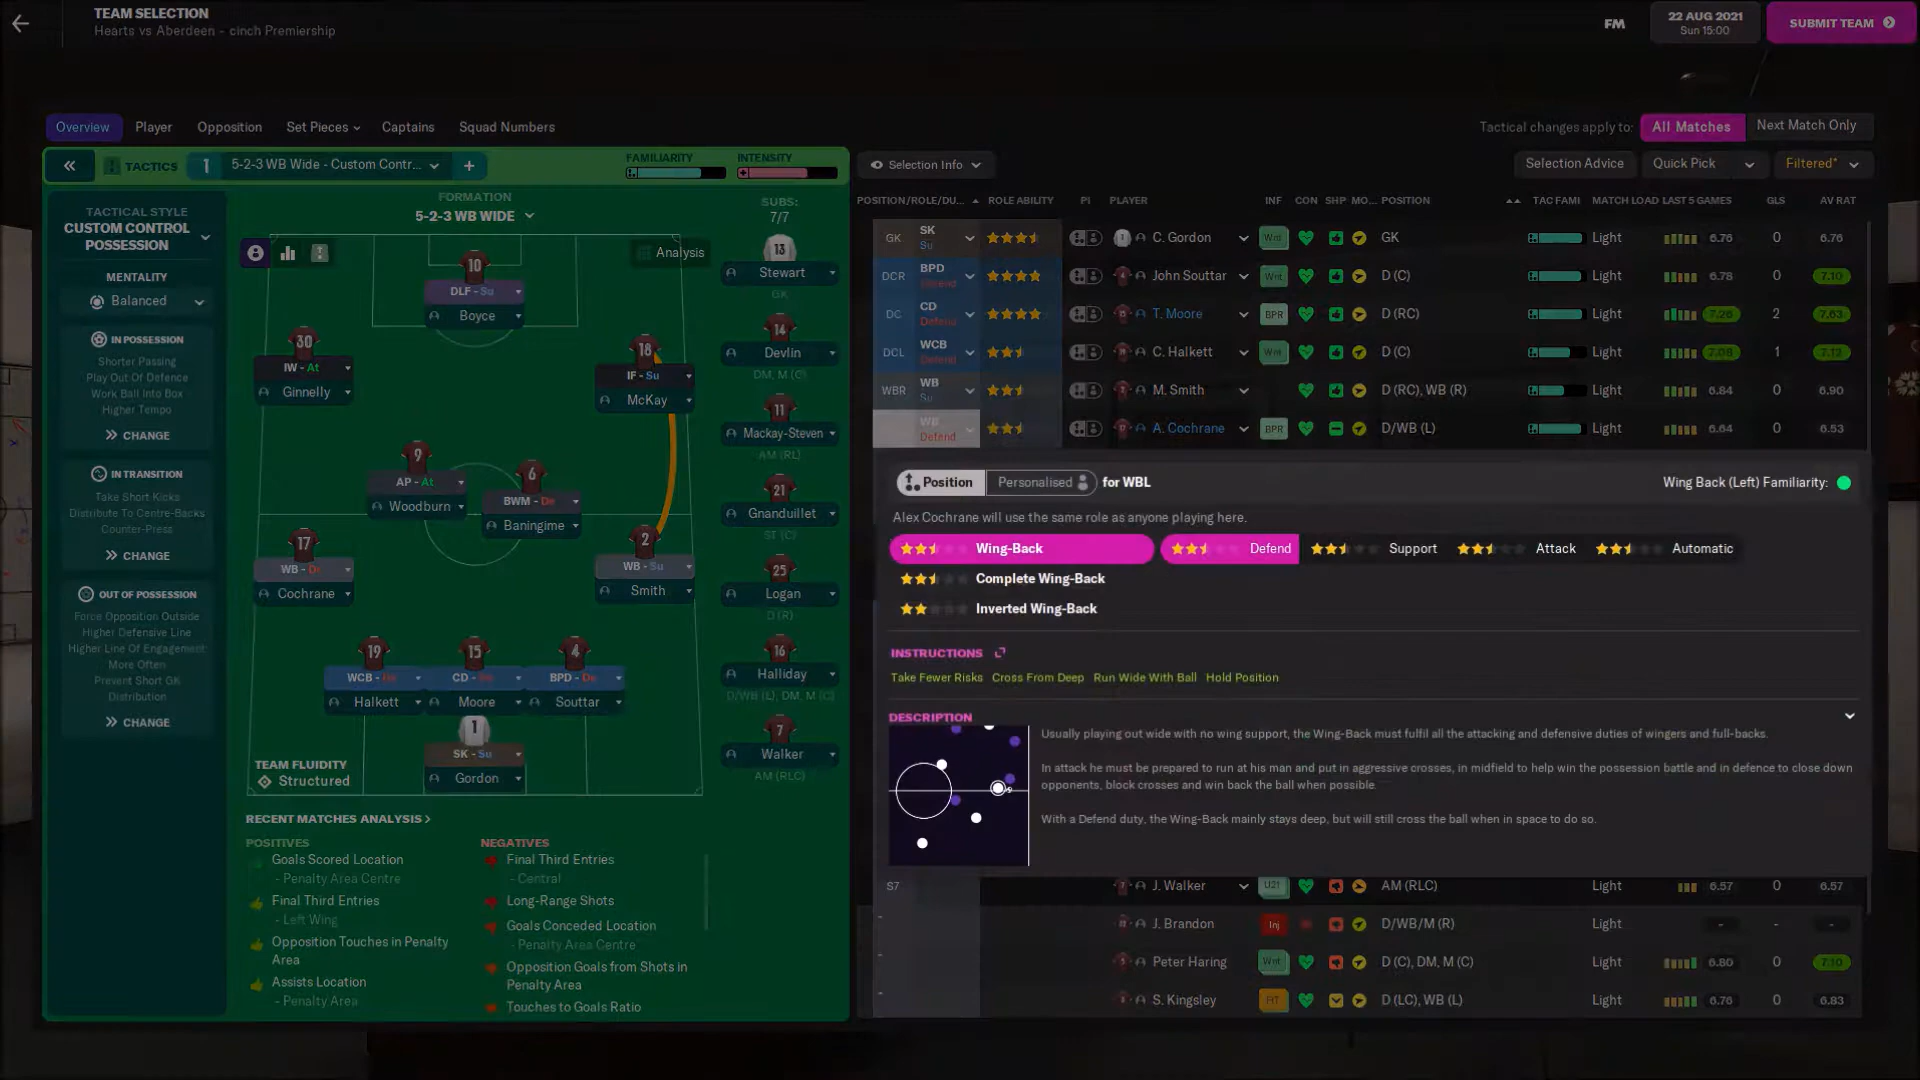 TEAM SELECTION
Hearts vs Aberdeen - cinch Premiership
FM
22 AUG 2021
Sun 15:00
SUBMIT TEAM
Overview
Player
Opposition
Set Pieces
Captains
Squad Numbers
Tactical changes apply to:
All Matches
Next Match Only
TACTICS
1
5-2-3 WB Wide - Custom Contr...
FAMILIARITY
INTENSITY
Selection Info
Selection Advice
Quick Pick
Filtered*
TACTICAL STYLE
CUSTOM CONTROL
POSSESSION
MENTALITY
Balanced
IN POSSESSION
Shorter Passing
Play Out Of Defence
Work Ball Into Box
Higher Tempo
CHANGE
IN TRANSITION
Take Short Kicks
Distribute To Centre-Backs
Counter-Press
CHANGE
OUT OF POSSESSION
Force Opposition Outside
Higher Defensive Line
Higher Line Of Engagement
More Often
Prevent Short GK
Distribution
CHANGE
FORMATION
5-2-3 WB WIDE
Analysis
10
DLF - Su
Boyce
30
IW - At
Ginnelly
18
IF - Su
McKay
9
AP - At
Woodburn
6
BWM - De
Baningime
17
WB - De
Cochrane
2
WB - Su
Smith
19
WCB - De
Halkett
15
CD - De
Moore
4
BPD - De
Souttar
1
SK - Su
Gordon
TEAM FLUIDITY
Structured
SUBS:
7/7
13
Stewart
GK
14
Devlin
DM, M (C)
11
Mackay-Steven
AM (RL)
21
Gnanduillet
ST (C)
25
Logan
D (R)
16
Halliday
D/WB (L), DM, M (C)
7
Walker
AM (RLC)
RECENT MATCHES ANALYSIS >
POSITIVES
Goals Scored Location
- Penalty Area Centre
Final Third Entries
- Left Wing
Opposition Touches in Penalty
Area
Assists Location
- Penalty Area
NEGATIVES
Final Third Entries
- Central
Long-Range Shots
Goals Conceded Location
- Penalty Area Centre
Opposition Goals from Shots in
Penalty Area
Touches to Goals Ratio
POSITION/ROLE/DU... ROLE ABILITY PI PLAYER INF CON SHP MO... POSITION TAC FAMI MATCH LOAD LAST 5 GAMES GLS AV RAT
GK SK Su C. Gordon Wnt GK Light 6.76 0 6.76
DCR BPD Defend John Souttar Wnt D (C) Light 6.78 0 7.10
DC CD Defend T. Moore BPR D (RC) Light 7.26 2 7.63
DCL WCB Defend C. Halkett Wnt D (C) Light 7.08 1 7.12
WBR WB Su M. Smith D (RC), WB (R) Light 6.84 0 6.90
WB Defend A. Cochrane BPR D/WB (L) Light 6.64 0 6.53
Position Personalised for WBL
Wing Back (Left) Familiarity:
Alex Cochrane will use the same role as anyone playing here.
Wing-Back Defend Support Attack Automatic
Complete Wing-Back
Inverted Wing-Back
INSTRUCTIONS
Take Fewer Risks Cross From Deep Run Wide With Ball Hold Position
DESCRIPTION
Usually playing out wide with no wing support, the Wing-Back must fulfil all the attacking and defensive duties of wingers and full-backs.
In attack he must be prepared to run at his man and put in aggressive crosses, in midfield to help win the possession battle and in defence to close down
opponents, block crosses and win back the ball when possible.
With a Defend duty, the Wing-Back mainly stays deep, but will still cross the ball when in space to do so.
S7 J. Walker U21 AM (RLC) Light 6.57 0 6.57
- J. Brandon Inj D/WB/M (R) Light - - -
- Peter Haring Wnt D (C), DM, M (C) Light 6.80 0 7.10
- S. Kingsley D (LC), WB (L) Light 6.76 0 6.83